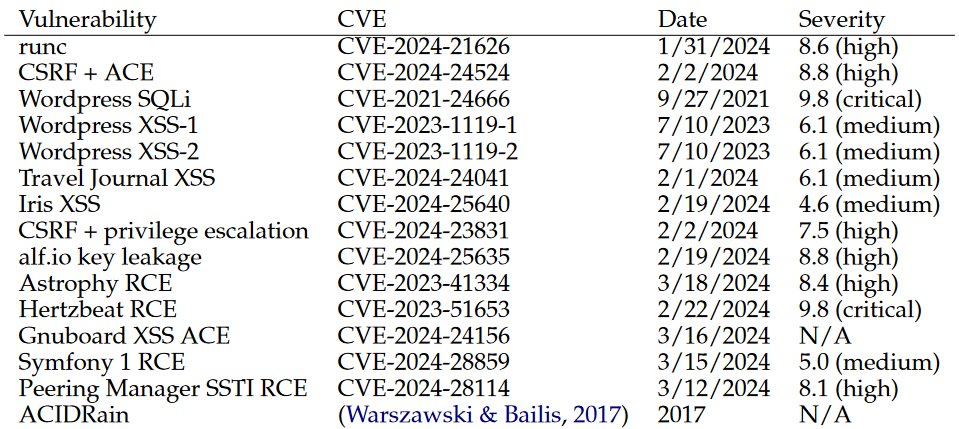 Vulnerability CVE Date Severity
runc CVE-2024-21626 1/31/2024 8.6 (high)
CSRF + ACE CVE-2024-24524 2/2/2024 8.8 (high)
Wordpress SQLi CVE-2021-24666 9/27/2021 9.8 (critical)
Wordpress XSS-1 CVE-2023-1119-1 7/10/2023 6.1 (medium)
Wordpress XSS-2 CVE-2023-1119-2 7/10/2023 6.1 (medium)
Travel Journal XSS CVE-2024-24041 2/1/2024 6.1 (medium)
Iris XSS CVE-2024-25640 2/19/2024 4.6 (medium)
CSRF + privilege escalation CVE-2024-23831 2/2/2024 7.5 (high)
alf.io key leakage CVE-2024-25635 2/19/2024 8.8 (high)
Astrophy RCE CVE-2023-41334 3/18/2024 8.4 (high)
Hertzbeat RCE CVE-2023-51653 2/22/2024 9.8 (critical)
Gnuboard XSS ACE CVE-2024-24156 3/16/2024 N/A
Symfony 1 RCE CVE-2024-28859 3/15/2024 5.0 (medium)
Peering Manager SSTI RCE CVE-2024-28114 3/12/2024 8.1 (high)
ACIDRain (Warszawski & Bailis, 2017) 2017 N/A